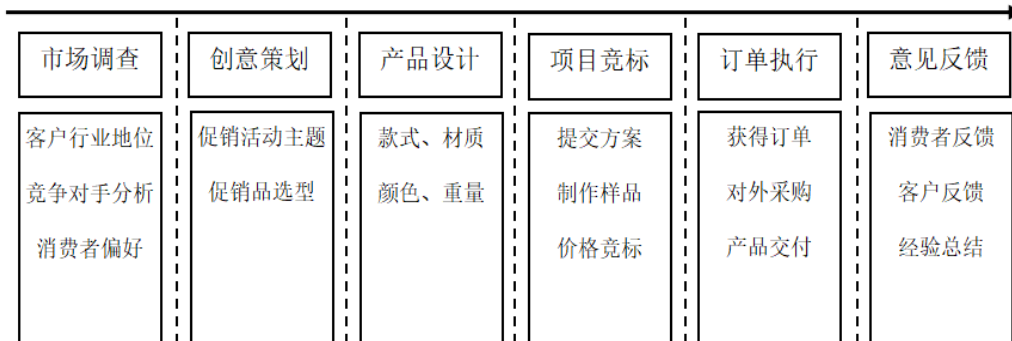 市场调查
创意策划
产品设计
项目竞标
订单执行
意见反馈
客户行业地位
竞争对手分析
消费者偏好
促销活动主题
促销品选型
款式、材质
颜色、重量
提交方案
制作样品
价格竞标
获得订单
对外采购
产品交付
消费者反馈
客户反馈
经验总结